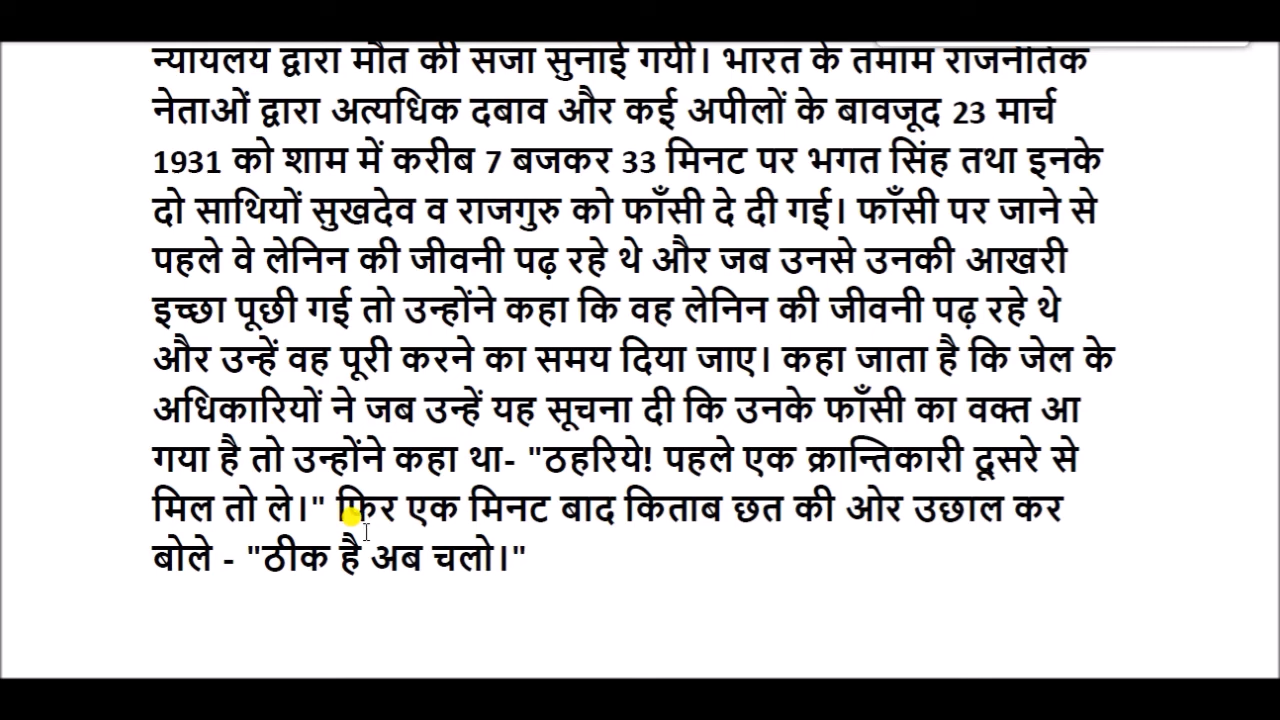 न्यायलय द्वारा मौत की सजा सुनाई गयी। भारत के तमाम राजनीतिक
नेताओं द्वारा अत्यधिक दबाव और कई अपीलों के बावजूद 23 मार्च
1931 को शाम में करीब 7 बजकर 33 मिनट पर भगत सिंह तथा इनके
दो साथियों सुखदेव व राजगुरु को फाँसी दे दी गई। फाँसी पर जाने से
पहले वे लेनिन की जीवनी पढ़ रहे थे और जब उनसे उनकी आखरी
इच्छा पूछी गई तो उन्होंने कहा कि वह लेनिन की जीवनी पढ़ रहे थे
और उन्हें वह पूरी करने का समय दिया जाए। कहा जाता है कि जेल के
अधिकारियों ने जब उन्हें यह सूचना दी कि उनके फाँसी का वक्त आ
गया है तो उन्होंने कहा था- "ठहरिये! पहले एक क्रान्तिकारी दूसरे से
मिल तो ले।" फिर एक मिनट बाद किताब छत की ओर उछाल कर
बोले - "ठीक है अब चलो।"